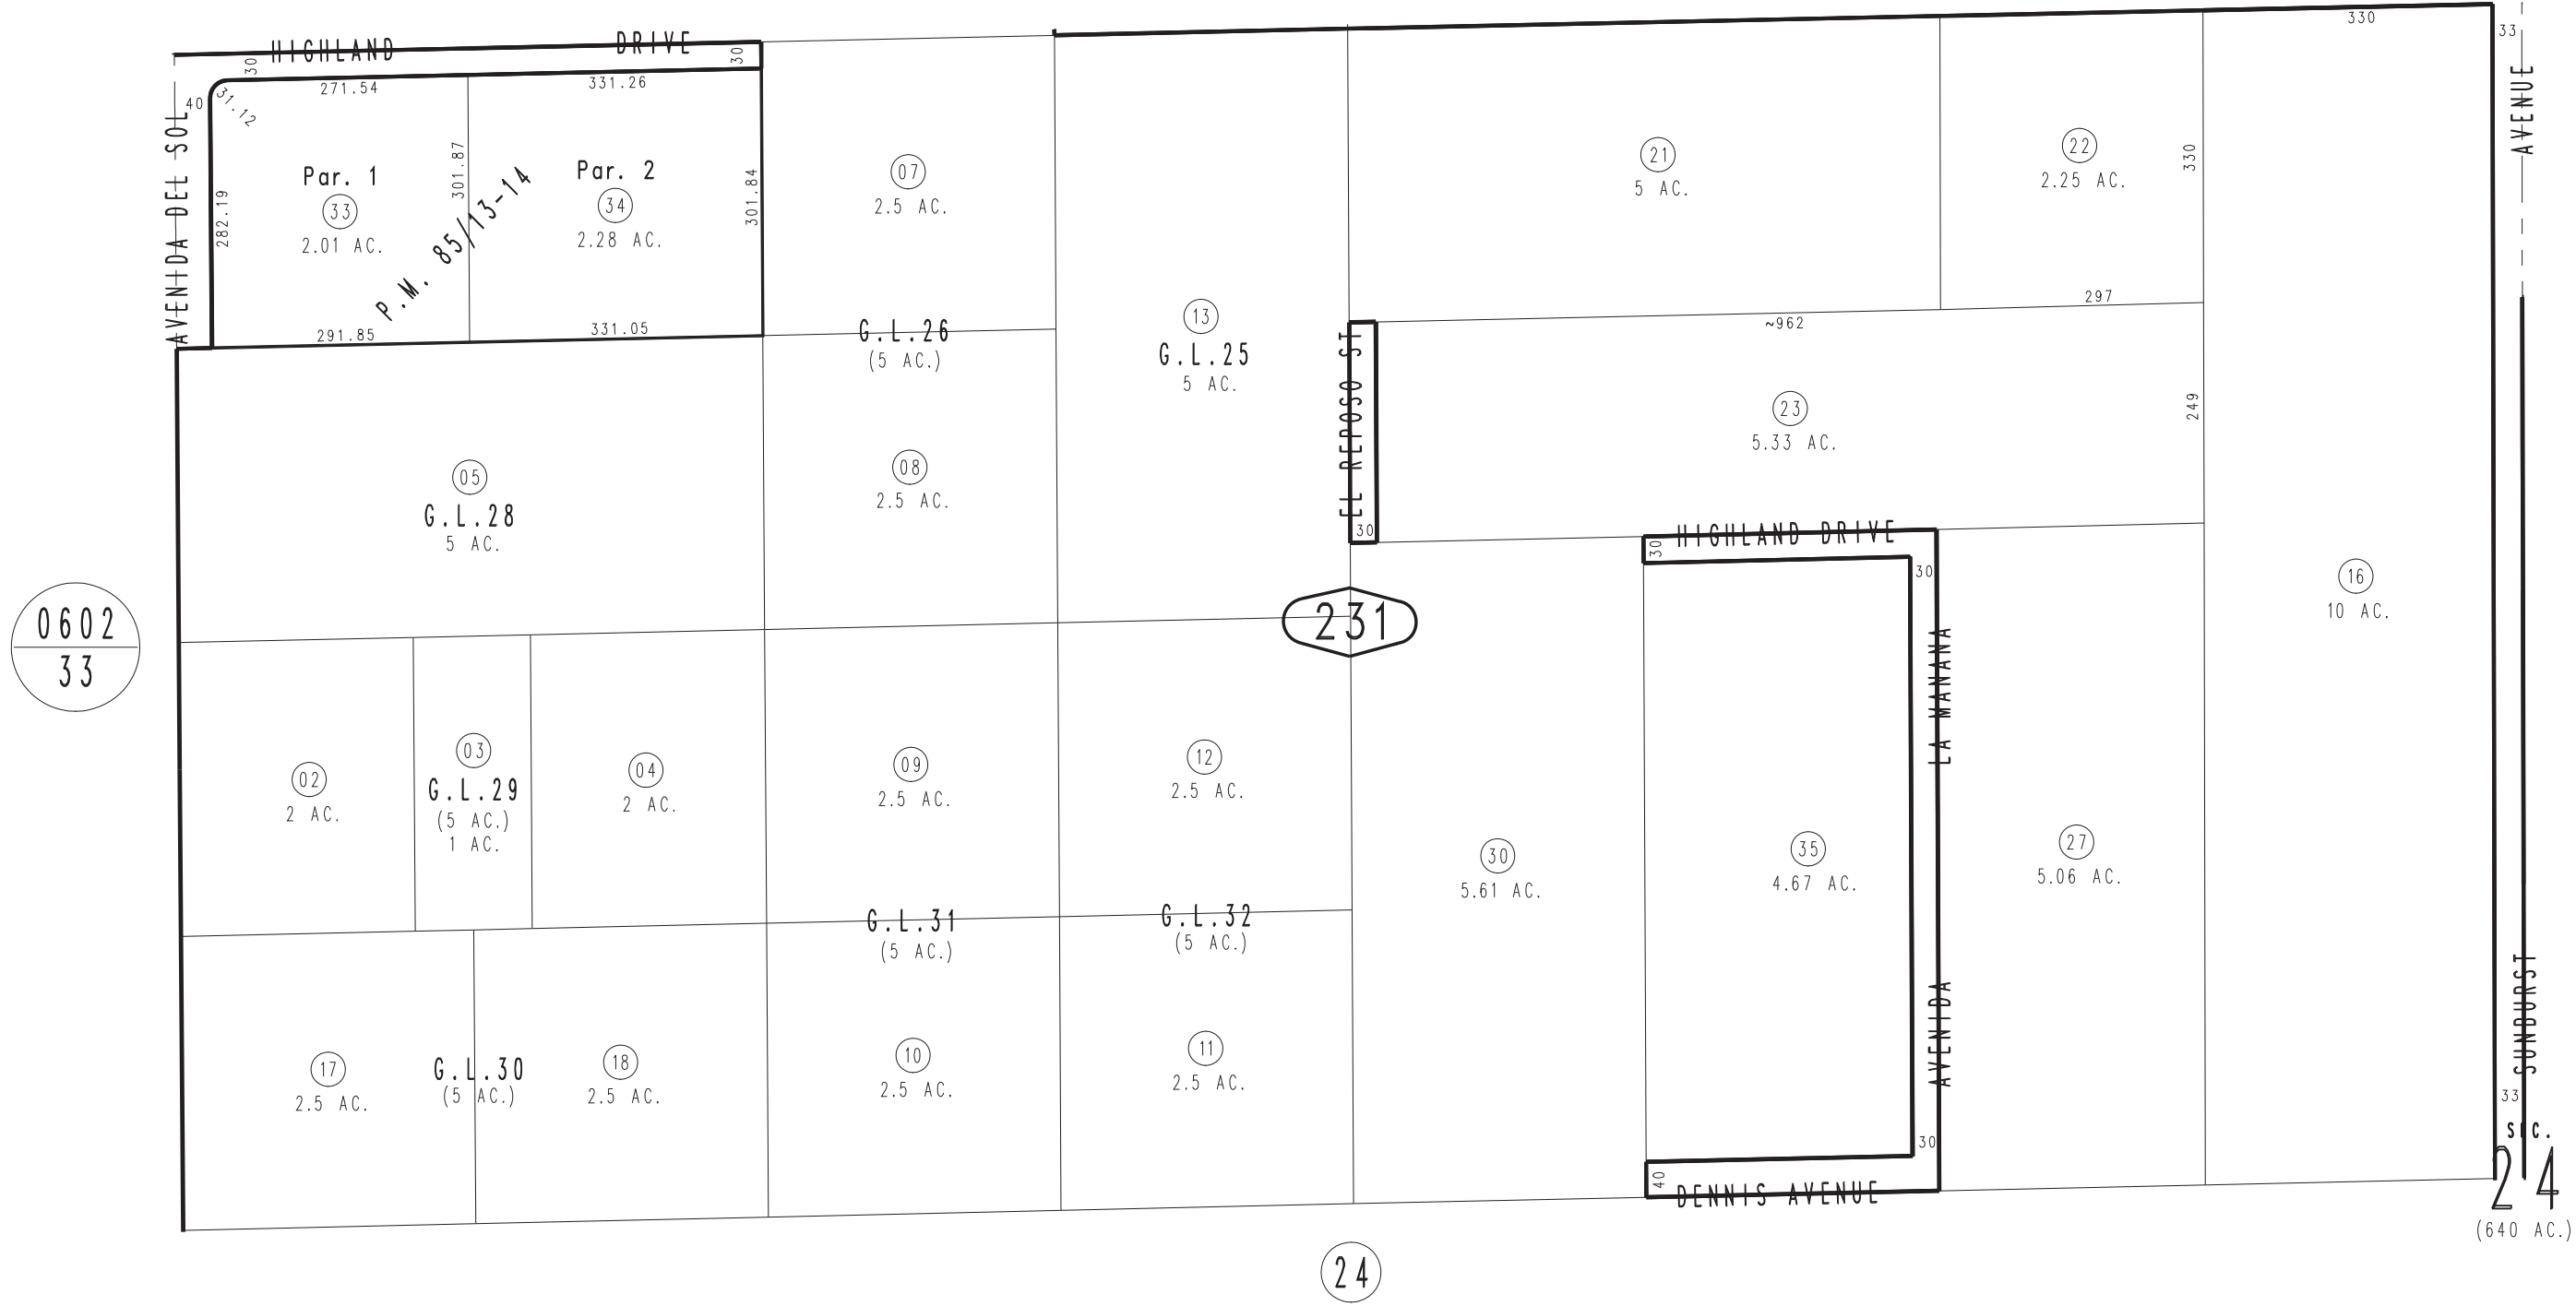 HIGHLAND DRIVE
30
30
330
33
AVENUE
40
31.12
271.54
331.26
AVENIDA DEL SOL
282.19
Par. 1
33
2.01 AC.
301.87
P.M. 85/13-14
Par. 2
34
2.28 AC.
301.84
291.85
331.05
07
2.5 AC.
G.L.26
(5 AC.)
08
2.5 AC.
13
G.L.25
5 AC.
21
5 AC.
22
2.25 AC.
330
297
~962
EL REPOSO ST
30
23
5.33 AC.
249
05
G.L.28
5 AC.
HIGHLAND DRIVE
30
30
16
10 AC.
0602
33
231
LA MANANA
AVENIDA
02
2 AC.
03
G.L.29
(5 AC.)
1 AC.
04
2 AC.
09
2.5 AC.
12
2.5 AC.
30
5.61 AC.
35
4.67 AC.
27
5.06 AC.
G.L.31
(5 AC.)
G.L.32
(5 AC.)
17
2.5 AC.
G.L.30
(5 AC.)
18
2.5 AC.
10
2.5 AC.
11
2.5 AC.
30
40
DENNIS AVENUE
SUNBURST
33
SEC.
24
(640 AC.)
24